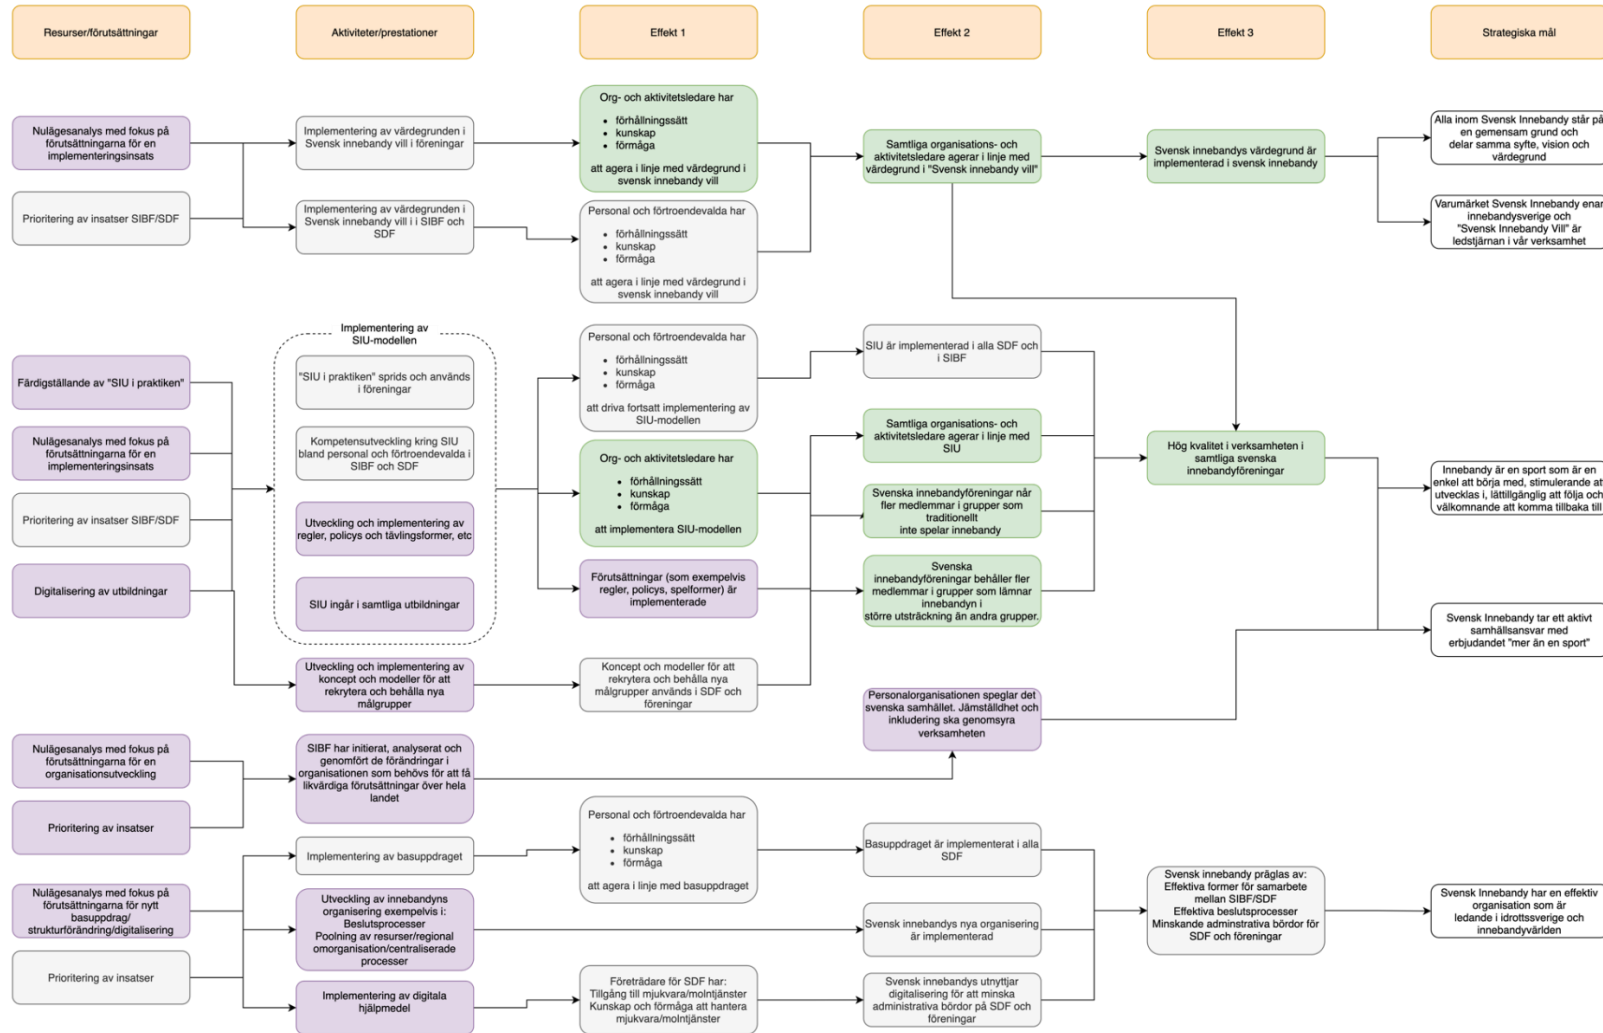 Resurser/förutsättningar
Aktiviteter/prestationer
Effekt 1
Effekt 2
Effekt 3
Strategiska mål
Nulägesanalys med fokus på
förutsättningarna för en
implementeringsinsats
Prioritering av insatser SIBF/SDF
Implementering av värdegrunden i
Svensk innebandy vill i föreningar
Implementering av värdegrunden i
Svensk innebandy vill i i SIBF och
SDF
Org- och aktivitetsledare har
• förhållningssätt
• kunskap
• förmåga
att agera i linje med värdegrund i
svensk innebandy vill
Personal och förtroendevalda har
• förhållningssätt
• kunskap
• förmåga
att agera i linje med värdegrund i
svensk innebandy vill
Samtliga organisations- och
aktivitetsledare agerar i linje med
värdegrund i "Svensk innebandy vill"
Svensk innebandys värdegrund är
implementerad i svensk innebandy
Alla inom Svensk Innebandy står på
en gemensam grund och
delar samma syfte, vision och
värdegrund
Varumärket Svensk Innebandy enar
innebandysverige och
"Svensk Innebandy Vill" är
ledstjärnan i vår verksamhet
Färdigställande av "SIU i praktiken"
Nulägesanalys med fokus på
förutsättningarna för en
implementeringsinsats
Prioritering av insatser SIBF/SDF
Digitalisering av utbildningar
Implementering av
SIU-modellen
"SIU i praktiken" sprids och används
i föreningar
Kompetensutveckling kring SIU
bland personal och förtroendevalda i
SIBF och SDF
Utveckling och implementering av
regler, policys och tävlingsformer, etc
SIU ingår i samtliga utbildningar
Utveckling och implementering av
koncept och modeller för att
rekrytera och behålla nya
målgrupper
Personal och förtroendevalda har
• förhållningssätt
• kunskap
• förmåga
att driva fortsatt implementering av
SIU-modellen
Org- och aktivitetsledare har
• förhållningssätt
• kunskap
• förmåga
att implementera SIU-modellen
Förutsättningar (som exempelvis
regler, policys, spelformer) är
implementerade
Koncept och modeller för att
rekrytera och behålla nya
målgrupper används i SDF och
föreningar
SIU är implementerad i alla SDF och
i SIBF
Samtliga organisations- och
aktivitetsledare agerar i linje med
SIU
Svenska innebandyföreningar når
fler medlemmar i grupper som
traditionellt
inte spelar innebandy
Svenska
innebandyföreningar behåller fler
medlemmar i grupper som lämnar
innebandyn i
större utsträckning än andra grupper.
Personalorganisationen speglar det
svenska samhället. Jämställdhet och
inkludering ska genomsyra
verksamheten
Hög kvalitet i verksamheten i
samtliga svenska
innebandyföreningar
Innebandy är en sport som är en
enkel att börja med, stimulerande att
utvecklas i, lättillgänglig att följa och
välkomnande att komma tillbaka till
Svensk Innebandy tar ett aktivt
samhällsansvar med
erbjudandet "mer än en sport"
Nulägesanalys med fokus på
förutsättningarna för en
organisationsutveckling
Prioritering av insatser
SIBF har initierat, analyserat och
genomfört de förändringar i
organisationen som behövs för att få
likvärdiga förutsättningar över hela
landet
Nulägesanalys med fokus på
förutsättningarna för nytt
basuppdrag/
strukturförändring/digitalisering
Prioritering av insatser
Implementering av basuppdraget
Utveckling av innebandyns
organisering exempelvis i:
Beslutsprocesser
Poolning av resurser/regional
omorganisation/centraliserade
processer
Implementering av digitala
hjälpmedel
Personal och förtroendevalda har
• förhållningssätt
• kunskap
• förmåga
att agera i linje med basuppdraget
Företrädare för SDF har:
Tillgång till mjukvara/molntjänster
Kunskap och förmåga att hantera
mjukvara/molntjänster
Basuppdraget är implementerat i alla
SDF
Svensk innebandys nya organisering
är implementerad
Svensk innebandys utnyttjar
digitalisering för att minska
administrativa bördor på SDF och
föreningar
Svensk innebandy präglas av:
Effektiva former för samarbete
mellan SIBF/SDF
Effektiva beslutsprocesser
Minskande adminstrativa bördor för
SDF och föreningar
Svensk Innebandy har en effektiv
organisation som är
ledande i idrottssverige och
innebandyvärlden